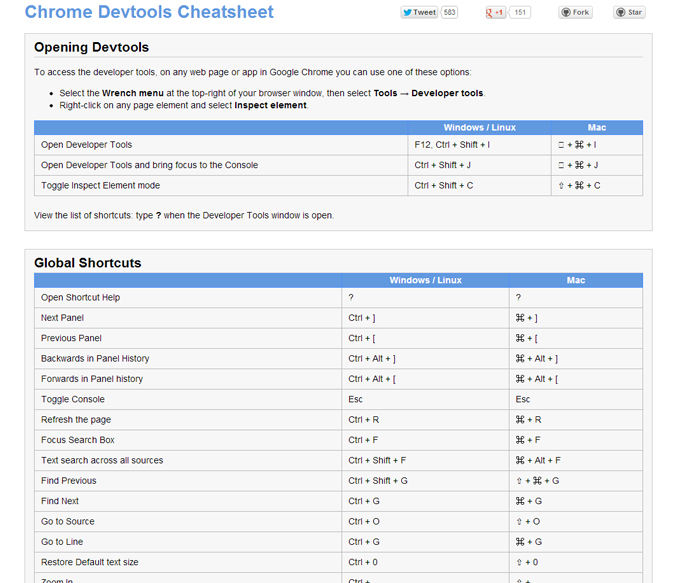 Chrome Devtools Cheatsheet
Tweet 583 +1 151 Fork Star
Opening Devtools
To access the developer tools, on any web page or app in Google Chrome you can use one of these options:
• Select the Wrench menu at the top-right of your browser window, then select Tools → Developer tools.
• Right-click on any page element and select Inspect element.
Windows / Linux Mac
Open Developer Tools F12, Ctrl + Shift + I □ + ⌘ + I
Open Developer Tools and bring focus to the Console Ctrl + Shift + J □ + ⌘ + J
Toggle Inspect Element mode Ctrl + Shift + C ⇧ + ⌘ + C
View the list of shortcuts: type ? when the Developer Tools window is open.
Global Shortcuts
Windows / Linux Mac
Open Shortcut Help ? ?
Next Panel Ctrl + ] ⌘ + ]
Previous Panel Ctrl + [ ⌘ + [
Backwards in Panel History Ctrl + Alt + ] ⌘ + Alt + ]
Forwards in Panel history Ctrl + Alt + [ ⌘ + Alt + [
Toggle Console Esc Esc
Refresh the page Ctrl + R ⌘ + R
Focus Search Box Ctrl + F ⌘ + F
Text search across all sources Ctrl + Shift + F ⌘ + Alt + F
Find Previous Ctrl + Shift + G ⇧ + ⌘ + G
Find Next Ctrl + G ⌘ + G
Go to Source Ctrl + O ⇧ + O
Go to Line Ctrl + G ⌘ + G
Restore Default text size Ctrl + 0 ⇧ + 0
Zoom In Ctrl + ⇧ +